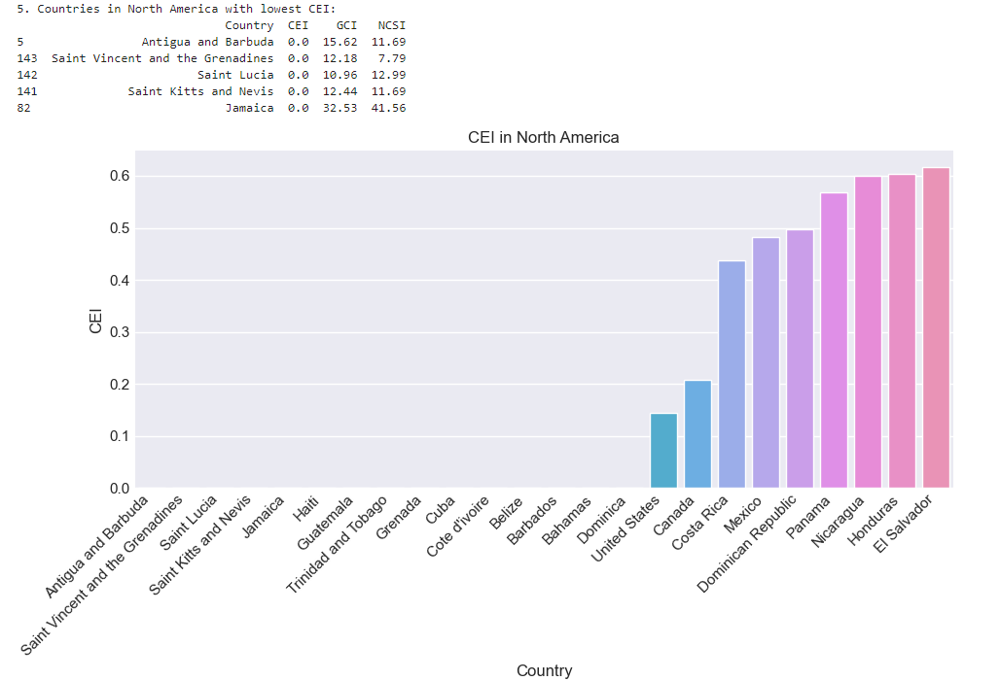 5. Countries in North America with lowest CEI:
Country CEI GCI NCSI
5 Antigua and Barbuda 0.0 15.62 11.69
143 Saint Vincent and the Grenadines 0.0 12.18 7.79
142 Saint Lucia 0.0 10.96 12.99
141 Saint Kitts and Nevis 0.0 12.44 11.69
82 Jamaica 0.0 32.53 41.56
CEI in North America
CEI
0.6
0.5
0.4
0.3
0.2
0.1
0.0
Antigua and Barbuda
Saint Vincent and the Grenadines
Saint Lucia
Saint Kitts and Nevis
Jamaica
Haiti
Guatemala
Trinidad and Tobago
Grenada
Cuba
Cote d'ivoire
Belize
Barbados
Bahamas
Dominica
United States
Canada
Costa Rica
Mexico
Dominican Republic
Panama
Nicaragua
Honduras
El Salvador
Country